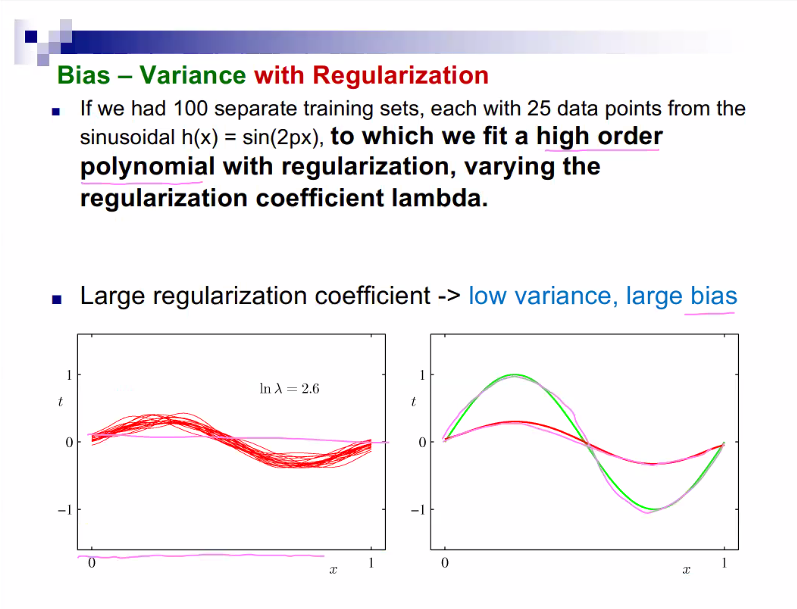 Bias – Variance with Regularization
If we had 100 separate training sets, each with 25 data points from the
sinusoidal h(x) = sin(2px), to which we fit a high order
polynomial with regularization, varying the
regularization coefficient lambda.
Large regularization coefficient -> low variance, large bias
ln λ = 2.6
1
t
0
−1
0
x
1
1
t
0
−1
0
x
1